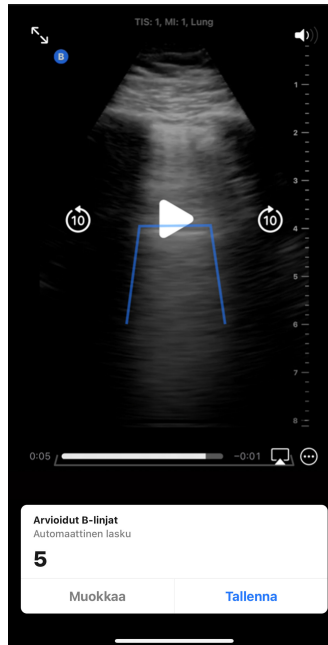 TIS: 1, MI: 1, Lung
B
1
2
3
10
10
4
5
6
7
8
0:05
−0:01
Arvioidut B-linjat
Automaattinen lasku
5
Muokkaa
Tallenna